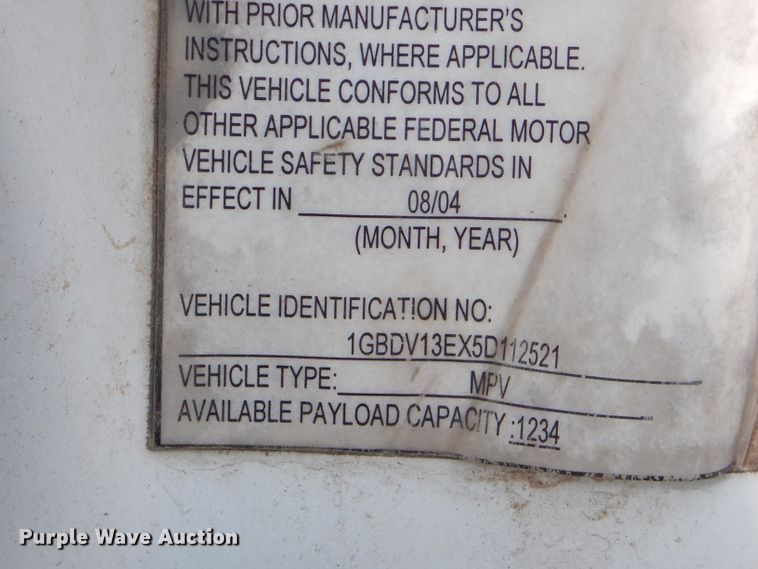 WITH PRIOR MANUFACTURER'S
INSTRUCTIONS, WHERE APPLICABLE.
THIS VEHICLE CONFORMS TO ALL
OTHER APPLICABLE FEDERAL MOTOR
VEHICLE SAFETY STANDARDS IN
EFFECT IN 08/04.
(MONTH, YEAR)
VEHICLE IDENTIFICATION NO:
1GBDV13EX5D112521
VEHICLE TYPE: MPV
AVAILABLE PAYLOAD CAPACITY :1234
Purple Wave Auction